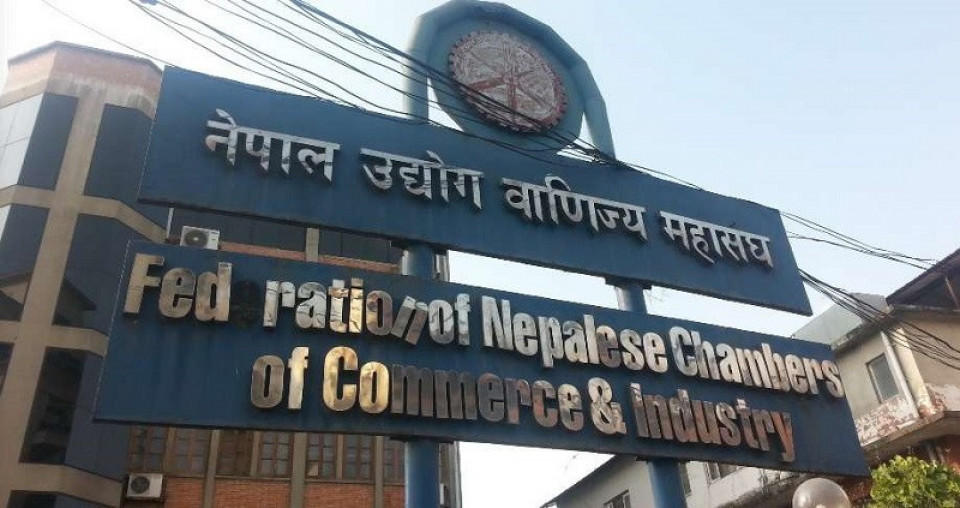 नेपाल उद्योग वाणिज्य महासघ
Federation of Nepalese Chambers
of Commerce & Industry